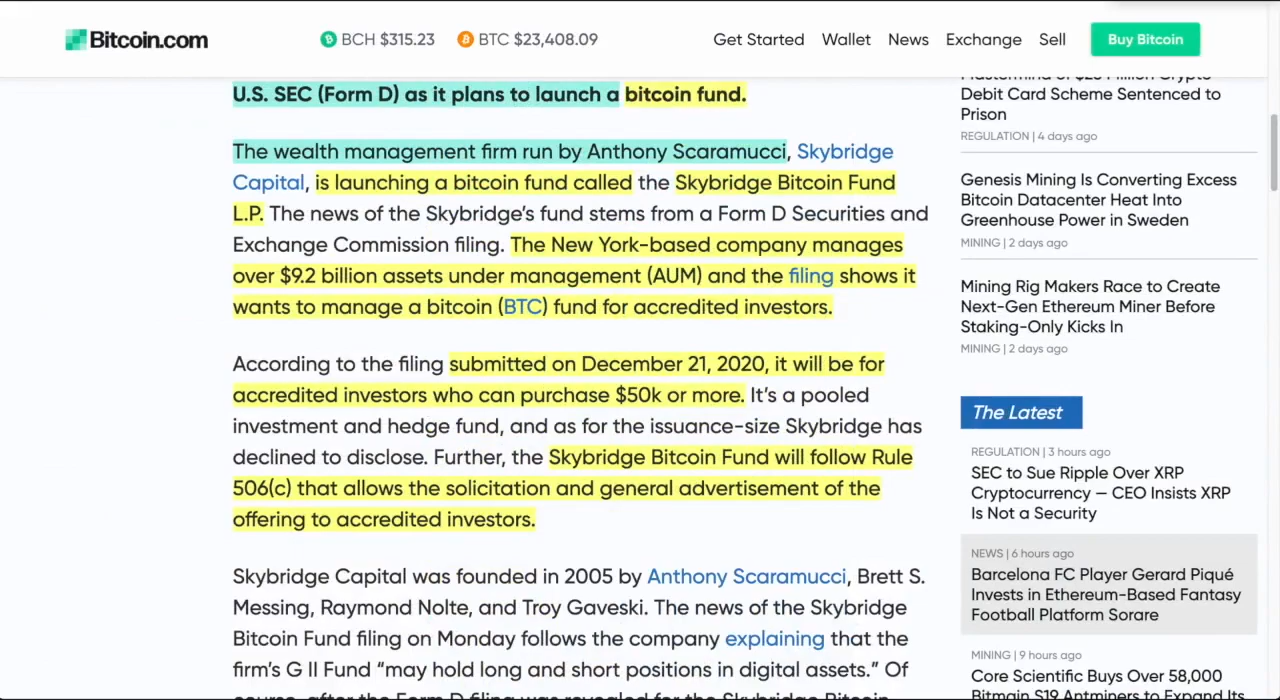 Bitcoin.com
BCH $315.23
BTC $23,408.09
Get Started
Wallet
News
Exchange
Sell
Buy Bitcoin
U.S. SEC (Form D) as it plans to launch a bitcoin fund.
The wealth management firm run by Anthony Scaramucci, Skybridge
Capital, is launching a bitcoin fund called the Skybridge Bitcoin Fund
L.P. The news of the Skybridge’s fund stems from a Form D Securities and
Exchange Commission filing. The New York-based company manages
over $9.2 billion assets under management (AUM) and the filing shows it
wants to manage a bitcoin (BTC) fund for accredited investors.
According to the filing submitted on December 21, 2020, it will be for
accredited investors who can purchase $50k or more. It’s a pooled
investment and hedge fund, and as for the issuance-size Skybridge has
declined to disclose. Further, the Skybridge Bitcoin Fund will follow Rule
506(c) that allows the solicitation and general advertisement of the
offering to accredited investors.
Skybridge Capital was founded in 2005 by Anthony Scaramucci, Brett S.
Messing, Raymond Nolte, and Troy Gaveski. The news of the Skybridge
Bitcoin Fund filing on Monday follows the company explaining that the
firm’s G II Fund “may hold long and short positions in digital assets.” Of
course, after the Form D filing was revealed for the Skybridge Bitcoin
Mastermind of $25 Million Crypto
Debit Card Scheme Sentenced to
Prison
REGULATION | 4 days ago
Genesis Mining Is Converting Excess
Bitcoin Datacenter Heat Into
Greenhouse Power in Sweden
MINING | 2 days ago
Mining Rig Makers Race to Create
Next-Gen Ethereum Miner Before
Staking-Only Kicks In
MINING | 2 days ago
The Latest
REGULATION | 3 hours ago
SEC to Sue Ripple Over XRP
Cryptocurrency — CEO Insists XRP
Is Not a Security
NEWS | 6 hours ago
Barcelona FC Player Gerard Piqué
Invests in Ethereum-Based Fantasy
Football Platform Sorare
MINING | 9 hours ago
Core Scientific Buys Over 58,000
Bitmain S19 Antminers to Expand Its